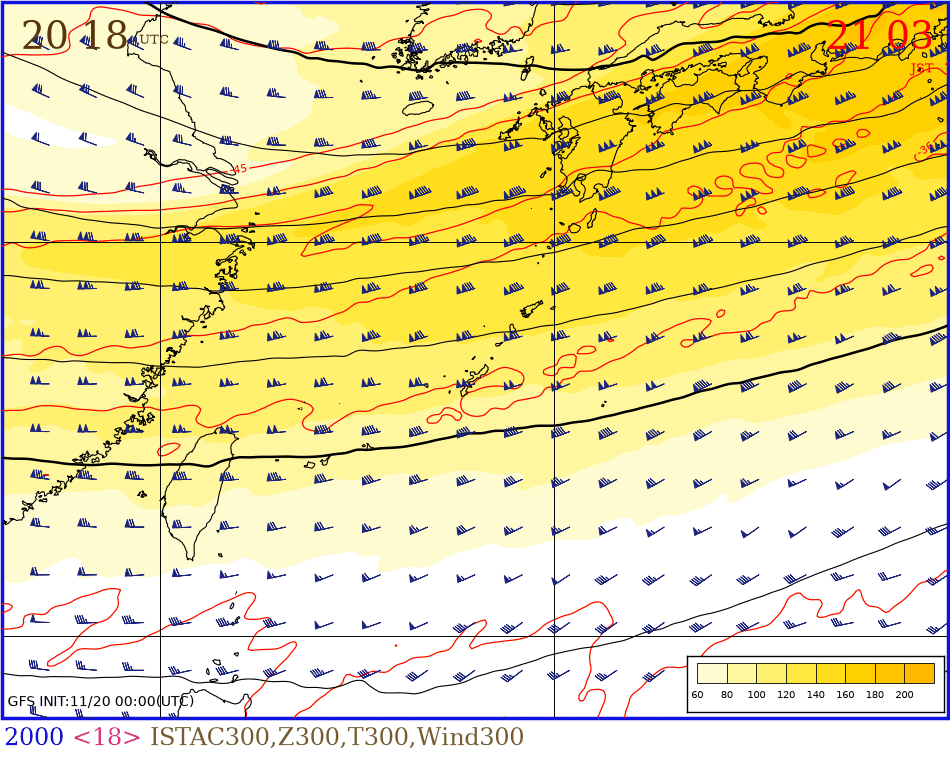 20 18 UTC
21 03
JST
-45
-36
60 80 100 120 140 160 180 200
GFS INIT:11/20 00:00(UTC)
2000 <18> ISTAC300,Z300,T300,Wind300